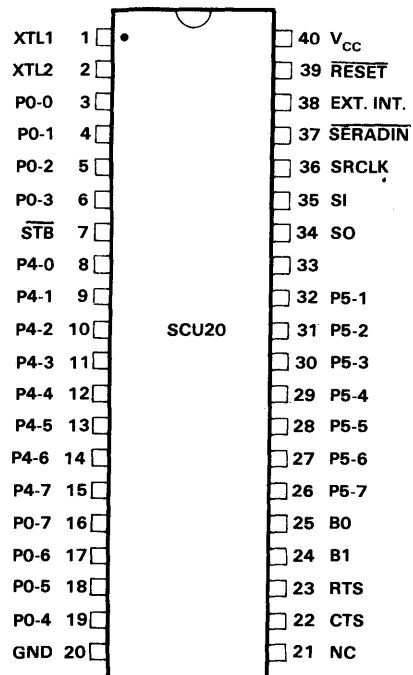 XTL1 1 40 VCC
XTL2 2 39 RESET
P0-0 3 38 EXT. INT.
P0-1 4 37 SERADIN
P0-2 5 36 SRCLK
P0-3 6 35 SI
STB 7 34 SO
P4-0 8 33
P4-1 9 32 P5-1
P4-2 10 SCU20 31 P5-2
P4-3 11 30 P5-3
P4-4 12 29 P5-4
P4-5 13 28 P5-5
P4-6 14 27 P5-6
P4-7 15 26 P5-7
P0-7 16 25 B0
P0-6 17 24 B1
P0-5 18 23 RTS
P0-4 19 22 CTS
GND 20 21 NC